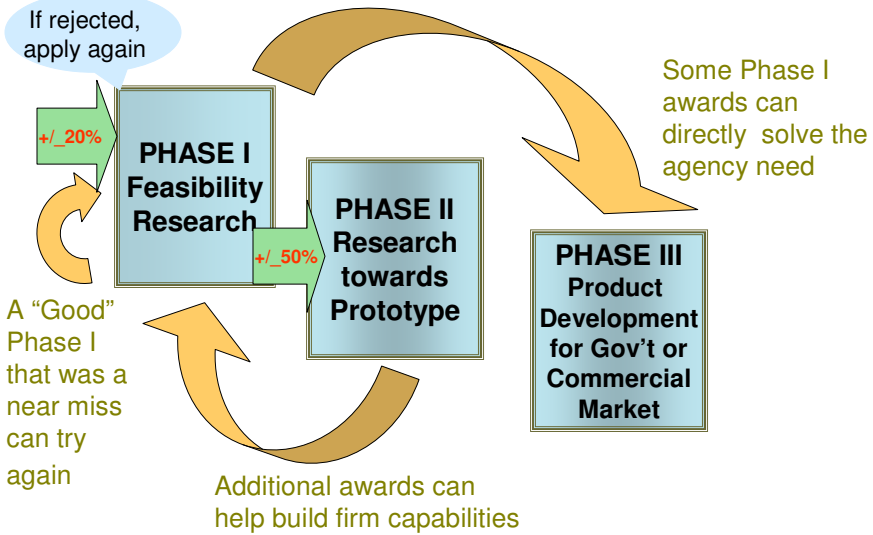 If rejected,
apply again
+/_20%
PHASE I
Feasibility
Research
+/_50%
PHASE II
Research
towards
Prototype
Some Phase I
awards can
directly solve the
agency need
PHASE III
Product
Development
for Gov't or
Commercial
Market
A “Good”
Phase I
that was a
near miss
can try
again
Additional awards can
help build firm capabilities